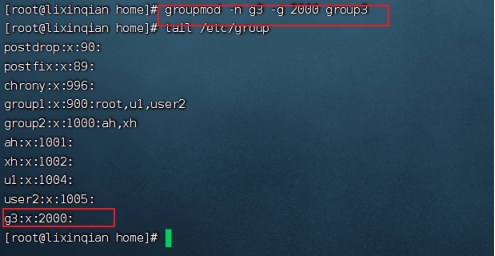 [root@lixinqian home]# groupmod -n g3 -g 2000 group3
[root@lixinqian home]# tail /etc/group
postdrop:x:90:
postfix:x:89:
chrony:x:996:
group1:x:900:root,u1,user2
group2:x:1000:ah,xh
ah:x:1001:
xh:x:1002:
u1:x:1004:
user2:x:1005:
g3:x:2000:
[root@lixinqian home]#